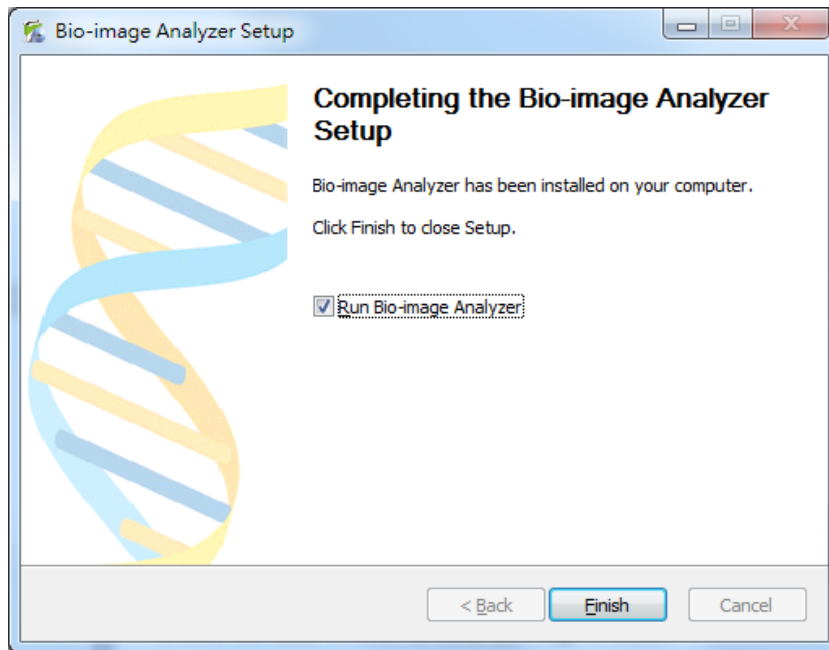 Bio-image Analyzer Setup
Completing the Bio-image Analyzer
Setup
Bio-image Analyzer has been installed on your computer.
Click Finish to close Setup.
Run Bio-image Analyzer
< Back Finish Cancel